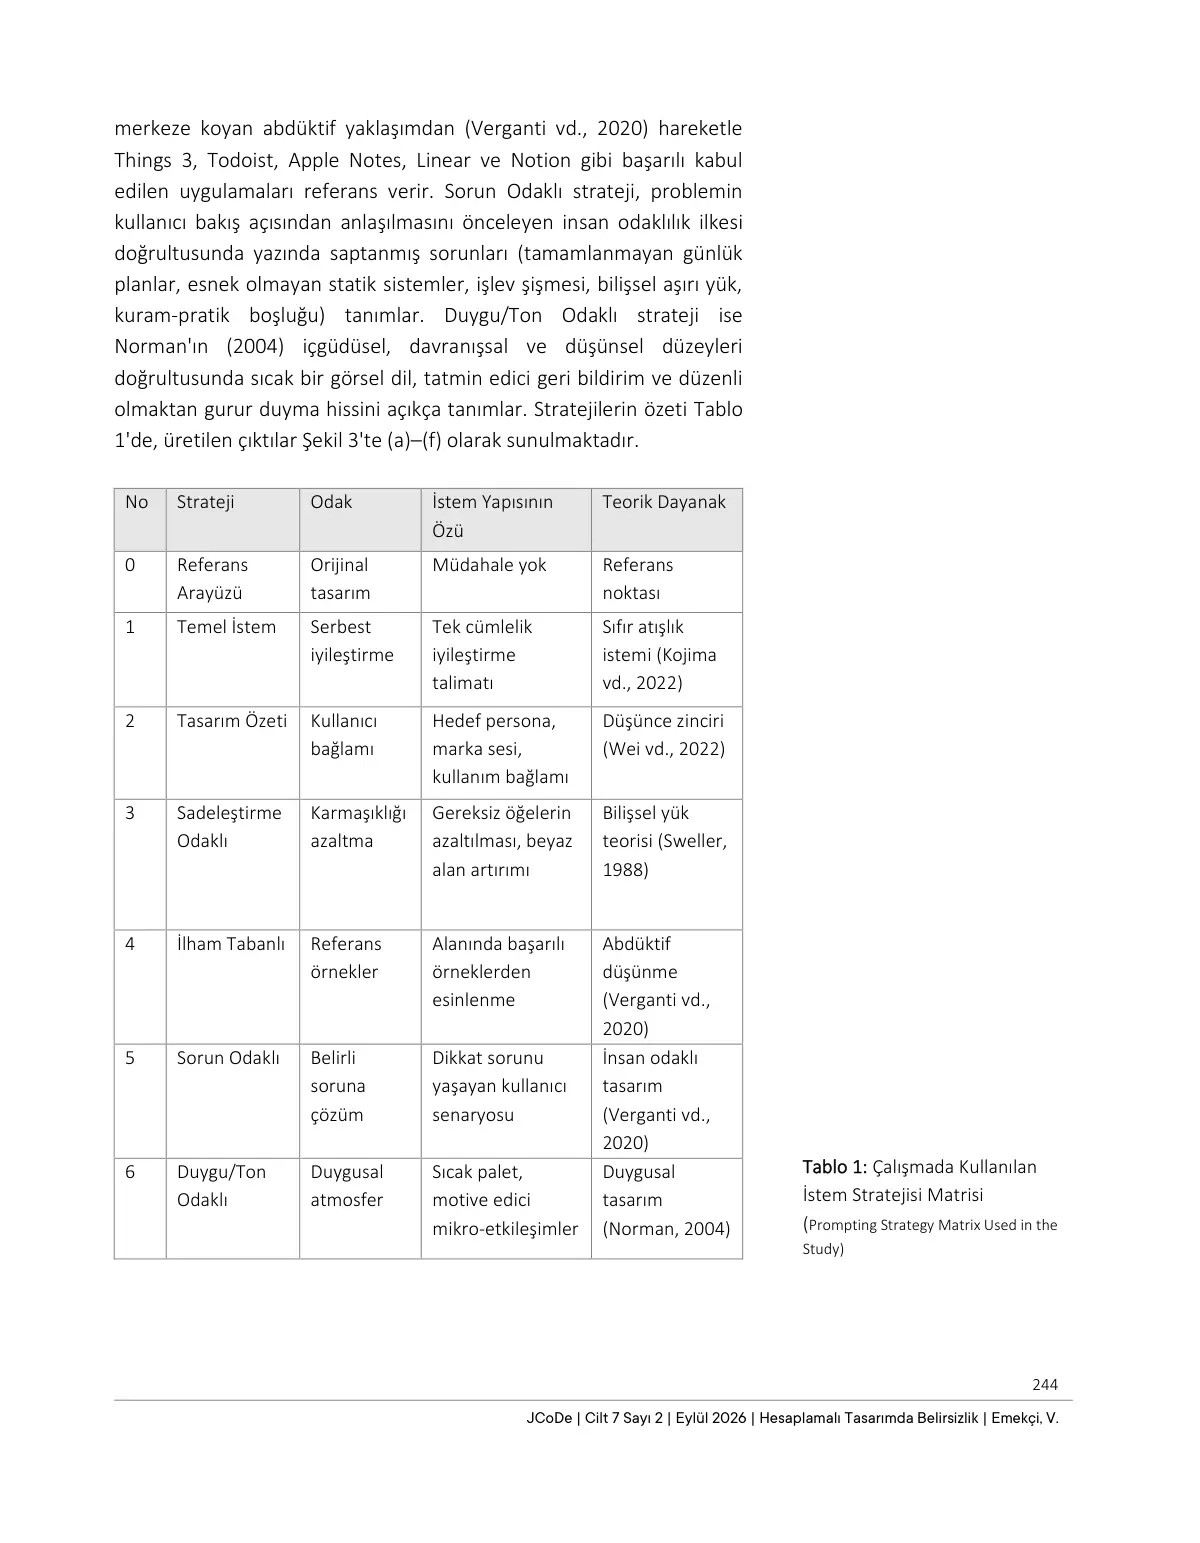 merkeze koyan abdüktif yaklaşımdan (Verganti vd., 2020) hareketle
Things 3, Todoist, Apple Notes, Linear ve Notion gibi başarılı kabul
edilen uygulamaları referans verir. Sorun Odaklı strateji, problemin
kullanıcı bakış açısından anlaşılmasını önceleyen insan odaklılık ilkesi
doğrultusunda yazında saptanmış sorunları (tamamlanmayan günlük
planlar, esnek olmayan statik sistemler, işlev şişmesi, bilişsel aşırı yük,
kuram-pratik boşluğu) tanımlar. Duygu/Ton Odaklı strateji ise
Norman'ın (2004) içgüdüsel, davranışsal ve düşünsel düzeyleri
doğrultusunda sıcak bir görsel dil, tatmin edici geri bildirim ve düzenli
olmaktan gurur duyma hissini açıkça tanımlar. Stratejilerin özeti Tablo
1'de, üretilen çıktılar Şekil 3'te (a)–(f) olarak sunulmaktadır.
No
Strateji
Odak
İstem Yapısının
Özü
Teorik Dayanak
0
Referans
Arayüzü
Orijinal
tasarım
Müdahale yok
Referans
noktası
1
Temel İstem
Serbest
iyileştirme
Tek cümlelik
iyileştirme
talimatı
Sıfır atışlık
istemi (Kojima
vd., 2022)
2
Tasarım Özeti
Kullanıcı
bağlamı
Hedef persona,
marka sesi,
kullanım bağlamı
Düşünce zinciri
(Wei vd., 2022)
3
Sadeleştirme
Odaklı
Karmaşıklığı
azaltma
Gereksiz öğelerin
azaltılması, beyaz
alan artırımı
Bilişsel yük
teorisi (Sweller,
1988)
4
İlham Tabanlı
Referans
örnekler
Alanında başarılı
örneklerden
esinlenme
Abdüktif
düşünme
(Verganti vd.,
2020)
5
Sorun Odaklı
Belirli
soruna
çözüm
Dikkat sorunu
yaşayan kullanıcı
senaryosu
İnsan odaklı
tasarım
(Verganti vd.,
2020)
6
Duygu/Ton
Odaklı
Duygusal
atmosfer
Sıcak palet,
motive edici
mikro-etkileşimler
Duygusal
tasarım
(Norman, 2004)
Tablo 1: Çalışmada Kullanılan
İstem Stratejisi Matrisi
(Prompting Strategy Matrix Used in the
Study)
244
JCoDe | Cilt 7 Sayı 2 | Eylül 2026 | Hesaplamalı Tasarımda Belirsizlik | Emekçi, V.